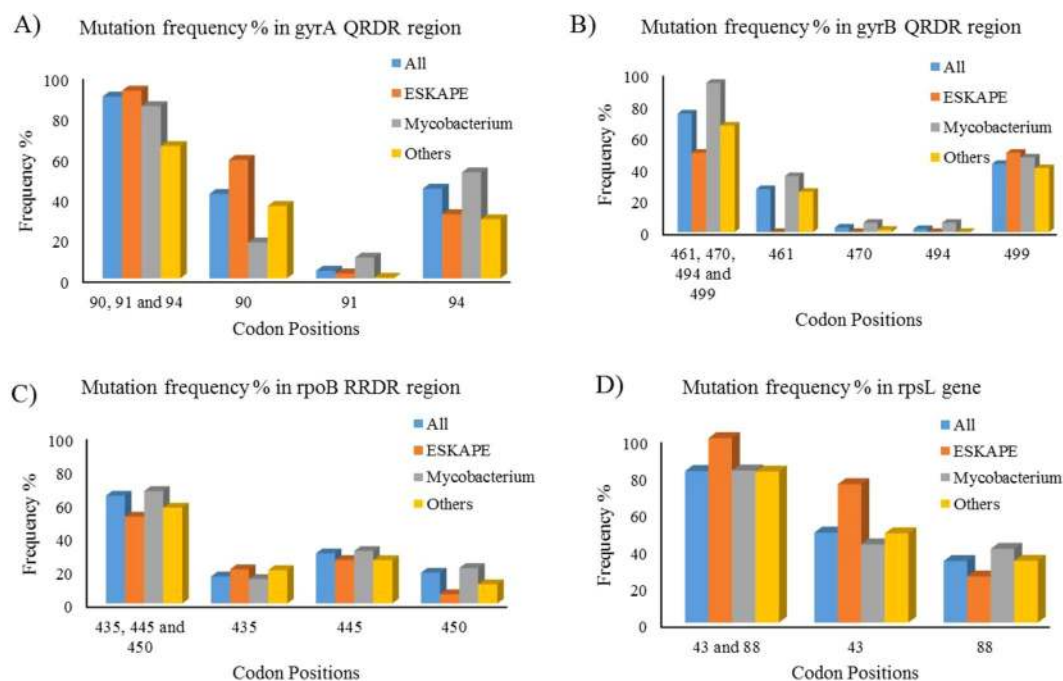 A)
Mutation frequency % in gyrA QRDR region
All
ESKAPE
Mycobacterium
Others
Frequency %
100
80
60
40
20
0
90, 91 and 94
90
91
94
Codon Positions
B)
Mutation frequency % in gyrB QRDR region
All
ESKAPE
Mycobacterium
Others
Frequency %
100
80
60
40
20
0
461, 470,
494 and
499
461
470
494
499
Codon Positions
C)
Mutation frequency % in rpoB RRDR region
All
ESKAPE
Mycobacterium
Others
Frequency %
100
80
60
40
20
0
435, 445 and
450
435
445
450
Codon Positions
D)
Mutation frequency % in rpsL gene
All
ESKAPE
Mycobacterium
Others
Frequency %
100
80
60
40
20
0
43 and 88
43
88
Codon Positions